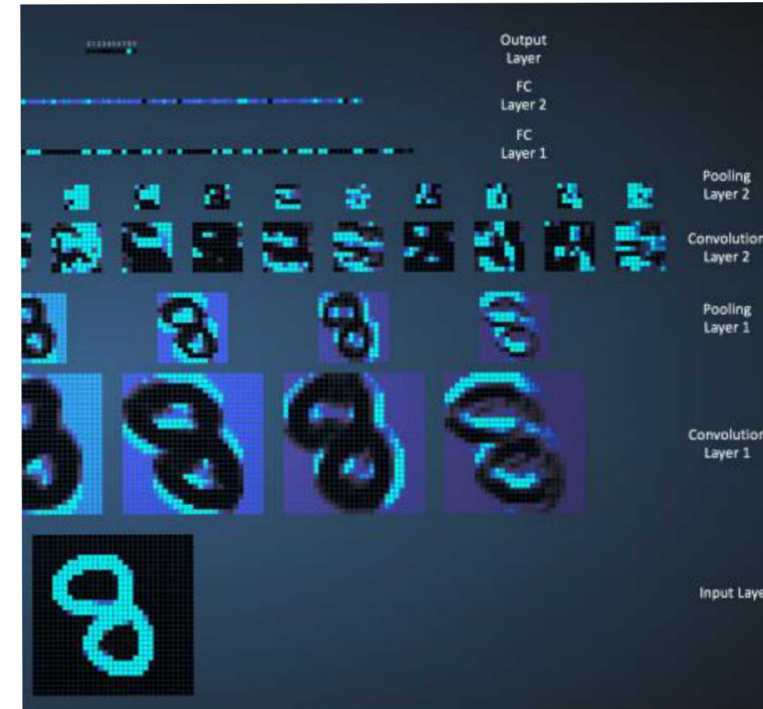 0123456789
Output
Layer
FC
Layer 2
FC
Layer 1
Pooling
Layer 2
Convolution
Layer 2
Pooling
Layer 1
Convolution
Layer 1
Input Laye